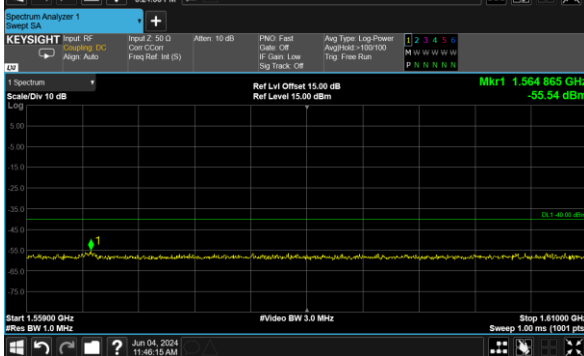 Spectrum Analyzer 1
Swept SA
KEYSIGHT Input: RF
Coupling: DC
Align: Auto
Input Z: 50 Ω
Corr CCorr
Freq Ref: Int (S)
Atten: 10 dB
PNO: Fast
Gate: Off
IF Gain: Low
Sig Track: Off
Avg Type: Log-Power
Avg|Hold:>100/100
Trig: Free Run
1 2 3 4 5 6
M W W W W W
P N N N N N
LXI
1 Spectrum
Scale/Div 10 dB
Ref Lvl Offset 15.00 dB
Ref Level 15.00 dBm
Mkr1 1.564 865 GHz
-55.54 dBm
Log
5.00
-5.00
-15.0
-25.0
-35.0
DL1 -40.00 dBm
-45.0
1
-55.0
-65.0
-75.0
Start 1.55900 GHz
#Res BW 1.0 MHz
#Video BW 3.0 MHz
Stop 1.61000 GHz
Sweep 1.00 ms (1001 pts)
?
Jun 04, 2024
11:46:15 AM